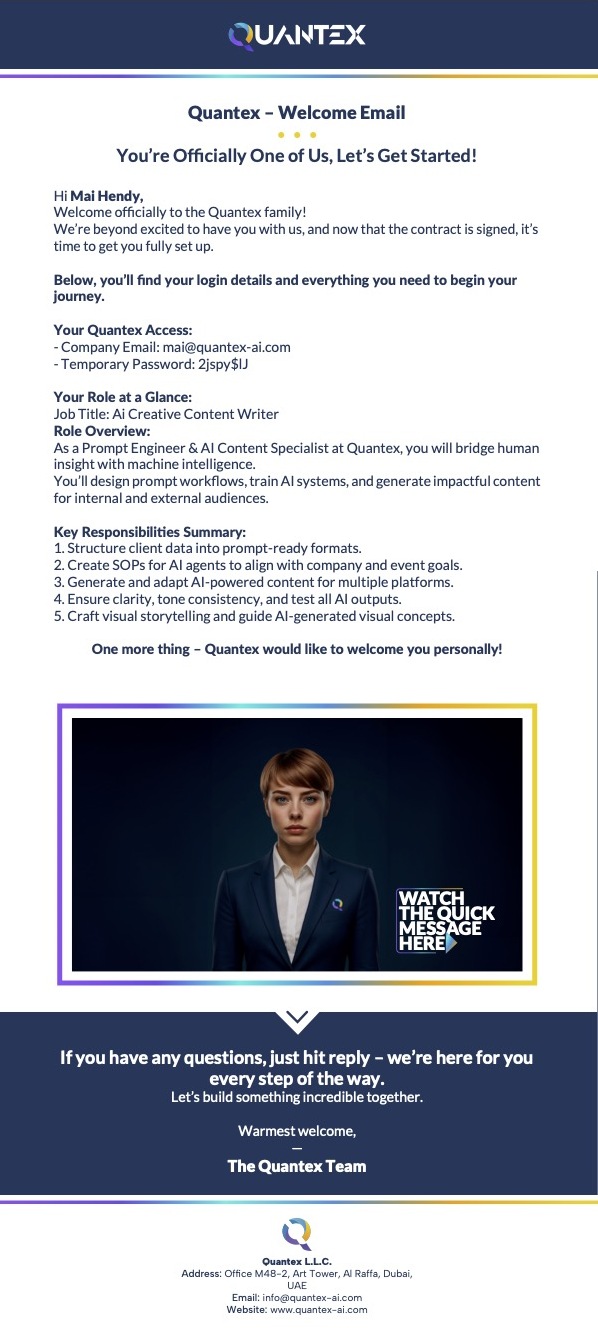 QUANTEX
Quantex – Welcome Email
You're Officially One of Us, Let's Get Started!
Hi Mai Hendy,
Welcome officially to the Quantex family!
We're beyond excited to have you with us, and now that the contract is signed, it's
time to get you fully set up.
Below, you'll find your login details and everything you need to begin your
journey.
Your Quantex Access:
- Company Email: mai@quantex-ai.com
- Temporary Password: 2jspy$lJ
Your Role at a Glance:
Job Title: Ai Creative Content Writer
Role Overview:
As a Prompt Engineer & AI Content Specialist at Quantex, you will bridge human
insight with machine intelligence.
You'll design prompt workflows, train AI systems, and generate impactful content
for internal and external audiences.
Key Responsibilities Summary:
1. Structure client data into prompt-ready formats.
2. Create SOPs for AI agents to align with company and event goals.
3. Generate and adapt AI-powered content for multiple platforms.
4. Ensure clarity, tone consistency, and test all AI outputs.
5. Craft visual storytelling and guide AI-generated visual concepts.
One more thing – Quantex would like to welcome you personally!
WATCH
THE QUICK
MESSAGE
HERE
If you have any questions, just hit reply – we're here for you
every step of the way.
Let's build something incredible together.
Warmest welcome,
—
The Quantex Team
Quantex L.L.C.
Address: Office M48-2, Art Tower, Al Raffa, Dubai,
UAE
Email: info@quantex-ai.com
Website: www.quantex-ai.com